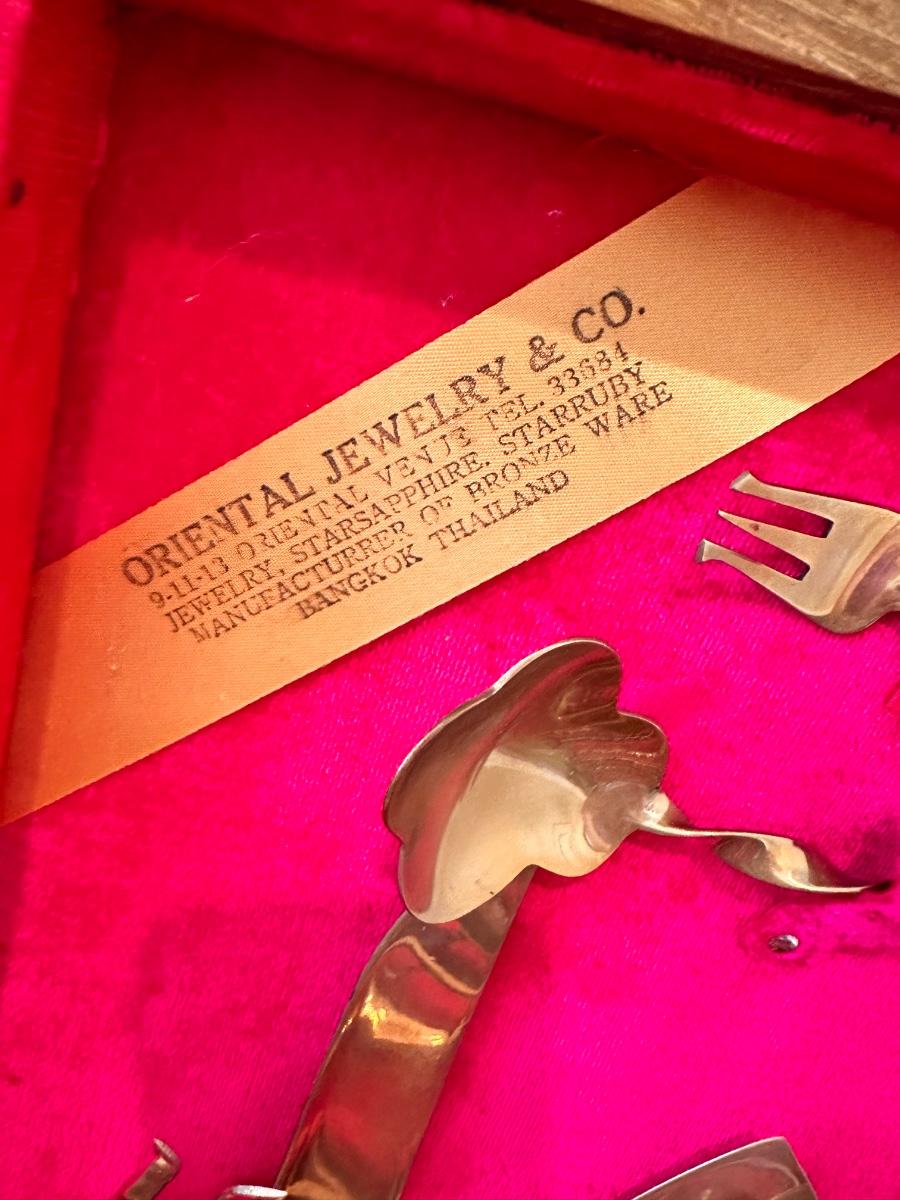 ORIENTAL JEWELRY & CO.
9-11-13 ORIENTAL VENUE TEL. 33684
JEWELRY, STARSAPPHIRE, STARRUBY
MANUFACTURRER OF BRONZE WARE
BANGKOK THAILAND